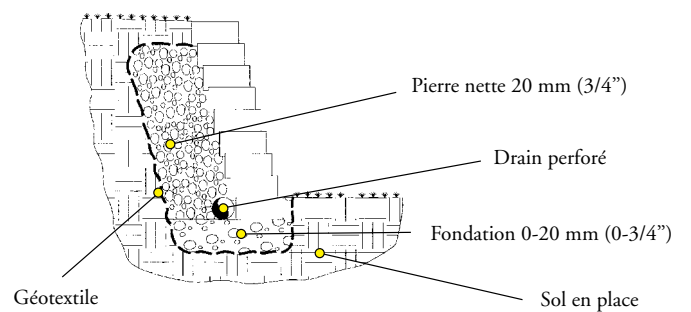 Pierre nette 20 mm (3/4”)
Drain perforé
Fondation 0-20 mm (0-3/4”)
Géotextile
Sol en place